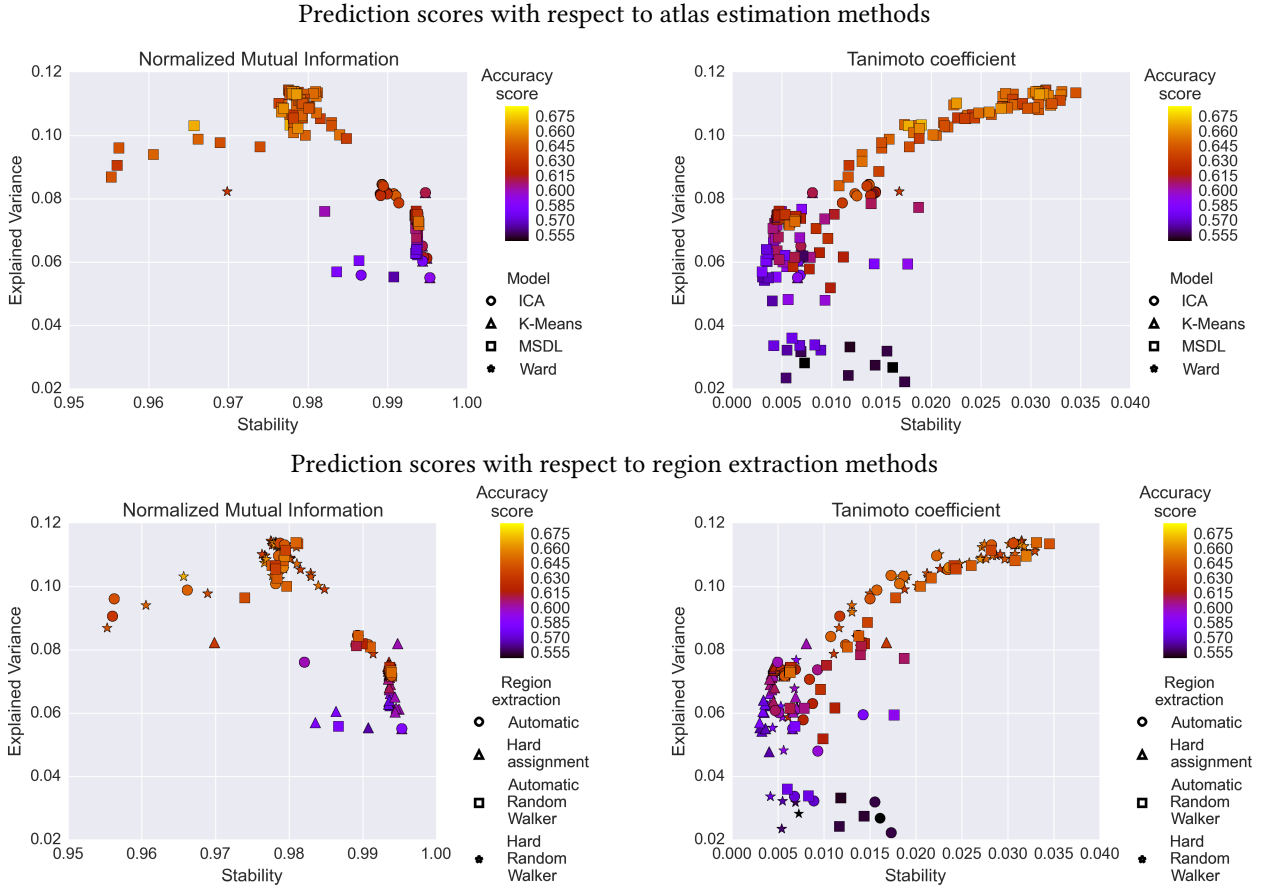 Prediction scores with respect to atlas estimation methods
Normalized Mutual Information
Explained Variance
0.12
0.10
0.08
0.06
0.04
0.02
0.95 0.96 0.97 0.98 0.99 1.00
Stability
Accuracy
score
0.675
0.660
0.645
0.630
0.615
0.600
0.585
0.570
0.555
Model
ICA
K-Means
MSDL
Ward
Tanimoto coefficient
Explained Variance
0.12
0.10
0.08
0.06
0.04
0.02
0.000 0.005 0.010 0.015 0.020 0.025 0.030 0.035 0.040
Stability
Accuracy
score
0.675
0.660
0.645
0.630
0.615
0.600
0.585
0.570
0.555
Model
ICA
K-Means
MSDL
Ward
Prediction scores with respect to region extraction methods
Normalized Mutual Information
Explained Variance
0.12
0.10
0.08
0.06
0.04
0.02
0.95 0.96 0.97 0.98 0.99 1.00
Stability
Accuracy
score
0.675
0.660
0.645
0.630
0.615
0.600
0.585
0.570
0.555
Region
extraction
Automatic
Hard
assignment
Automatic
Random
Walker
Hard
Random
Walker
Tanimoto coefficient
Explained Variance
0.12
0.10
0.08
0.06
0.04
0.02
0.000 0.005 0.010 0.015 0.020 0.025 0.030 0.035 0.040
Stability
Accuracy
score
0.675
0.660
0.645
0.630
0.615
0.600
0.585
0.570
0.555
Region
extraction
Automatic
Hard
assignment
Automatic
Random
Walker
Hard
Random
Walker